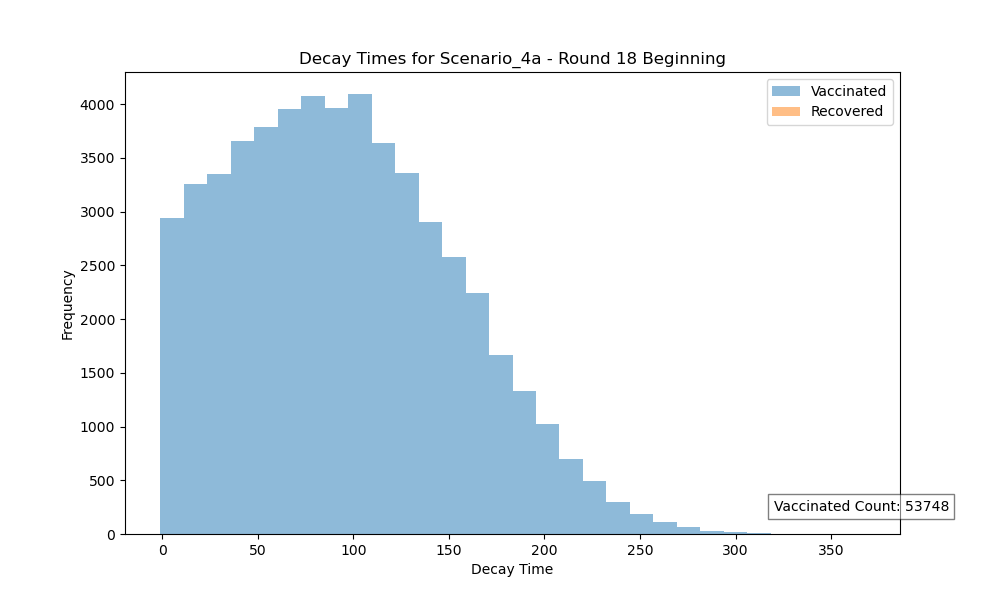 Decay Times for Scenario_4a - Round 18 Beginning
Vaccinated
Recovered
4000
3500
3000
2500
2000
1500
1000
500
0
Frequency
Vaccinated Count: 53748
0 50 100 150 200 250 300 350
Decay Time